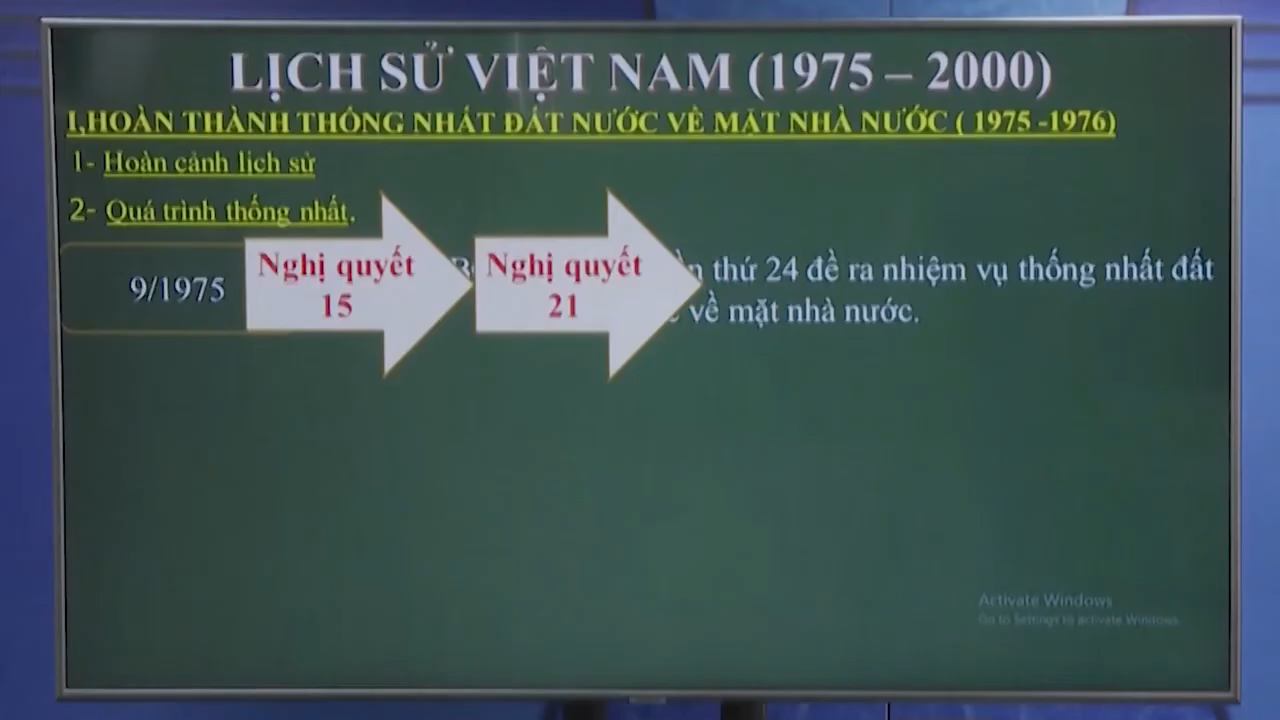 LỊCH SỬ VIỆT NAM (1975 – 2000)
I,HOÀN THÀNH THỐNG NHẤT ĐẤT NƯỚC VỀ MẶT NHÀ NƯỚC ( 1975 -1976)
1- Hoàn cảnh lịch sử
2- Quá trình thống nhất.
9/1975
Nghị quyết
15
Nghị quyết
21
thứ 24 đề ra nhiệm vụ thống nhất đất
về mặt nhà nước.
Activate Windows
Go to Settings to activate Windows.